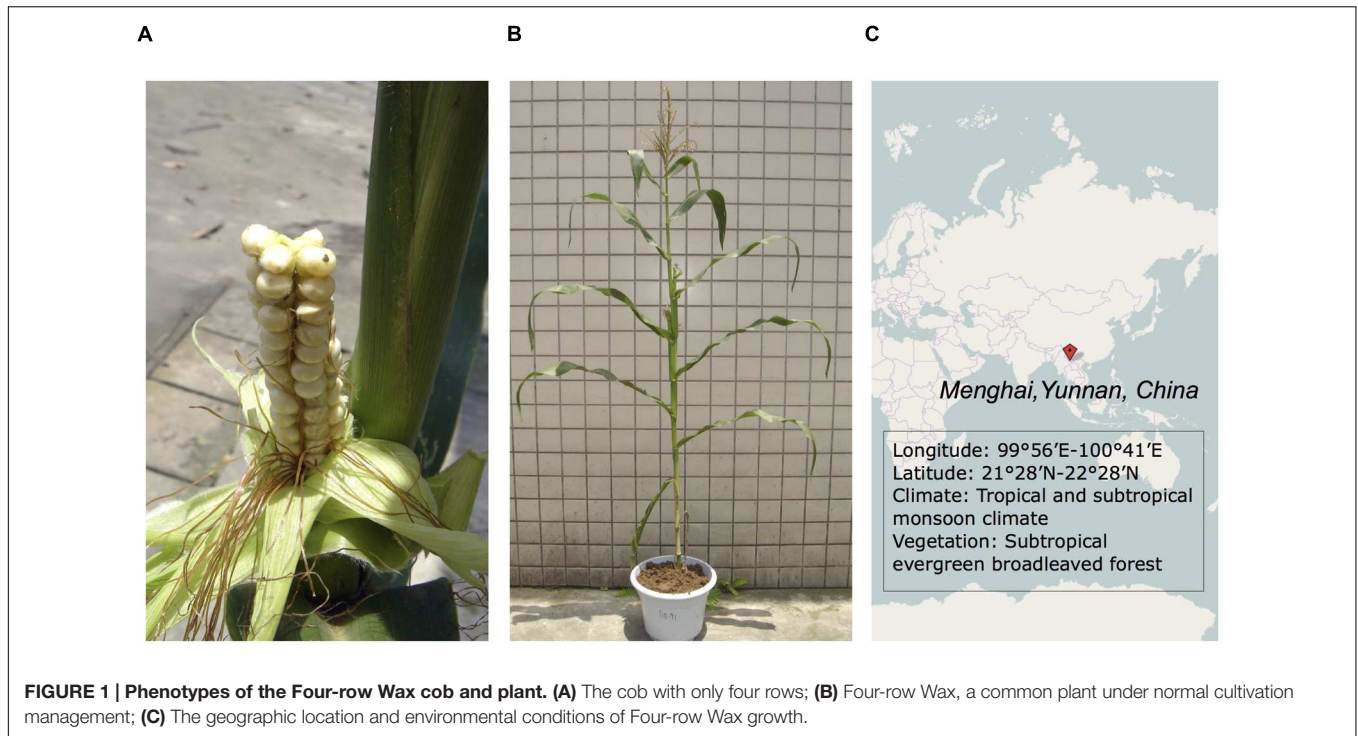 A
B
C
Menghai,Yunnan, China
Longitude: 99°56′E-100°41′E
Latitude: 21°28′N-22°28′N
Climate: Tropical and subtropical
monsoon climate
Vegetation: Subtropical
evergreen broadleaved forest
FIGURE 1 | Phenotypes of the Four-row Wax cob and plant. (A) The cob with only four rows; (B) Four-row Wax, a common plant under normal cultivation
management; (C) The geographic location and environmental conditions of Four-row Wax growth.